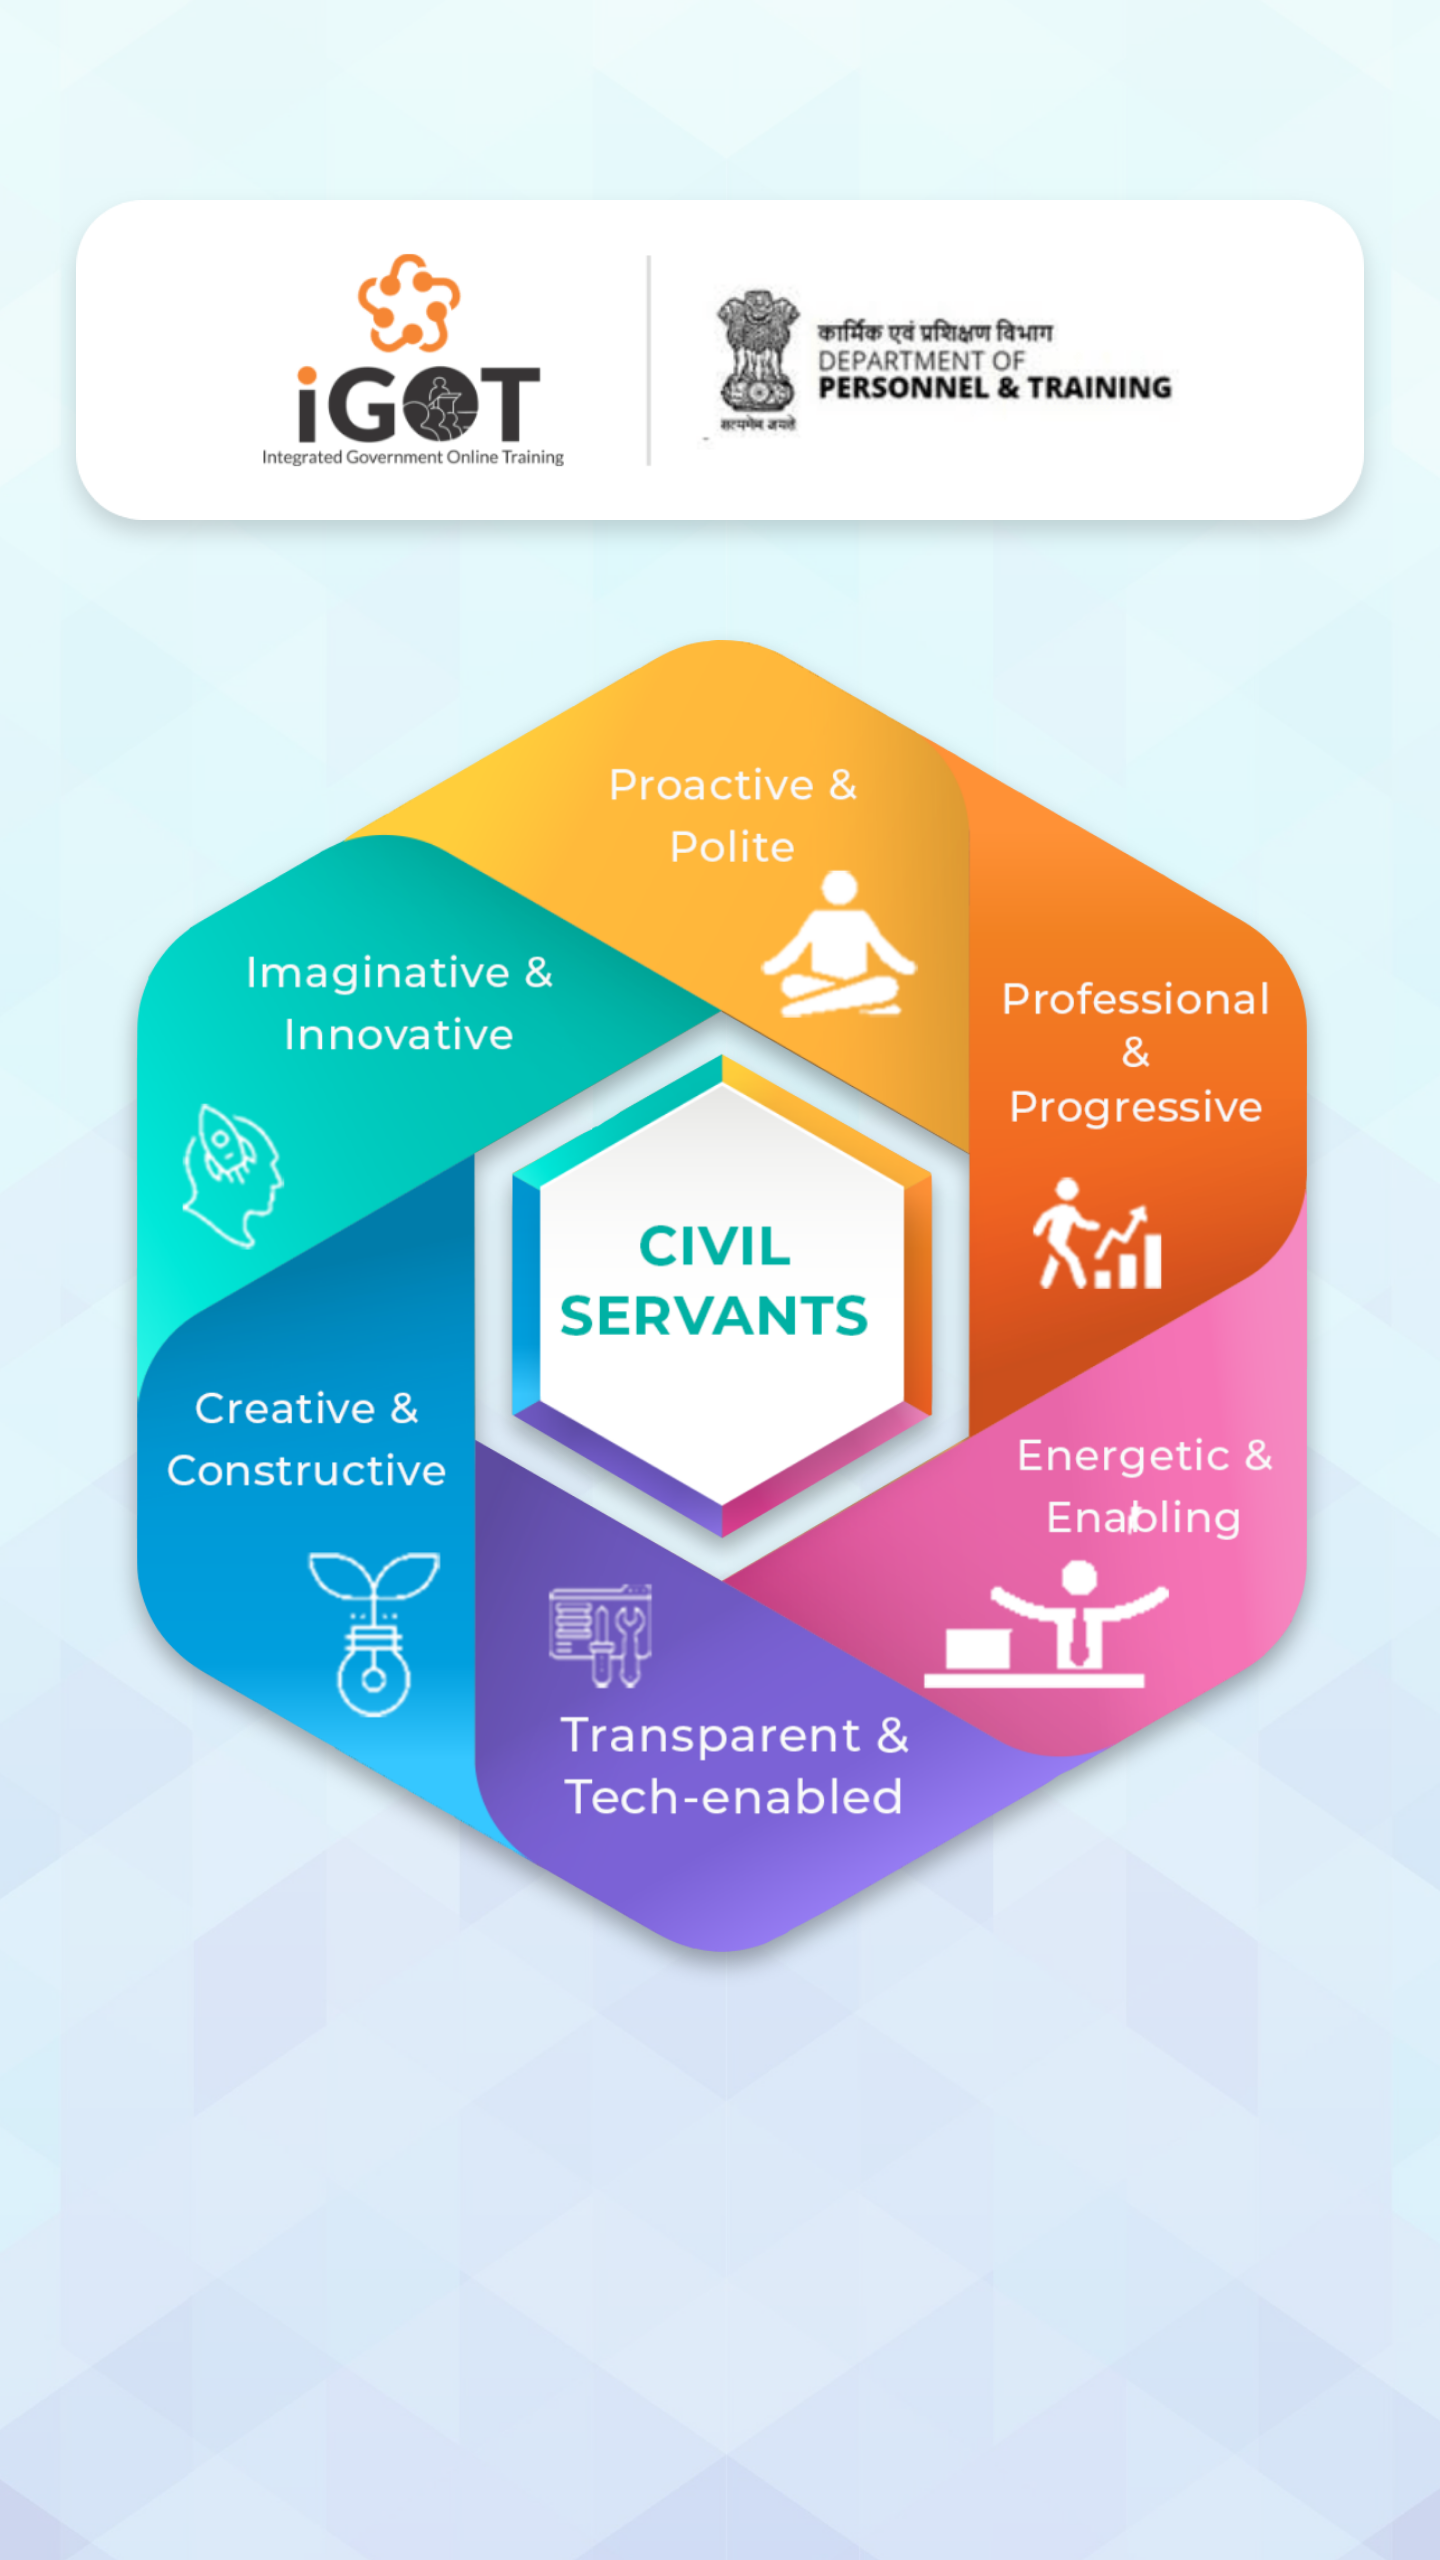 iGOT
Integrated Government Online Training
कार्मिक एवं प्रशिक्षण विभाग
DEPARTMENT OF
PERSONNEL & TRAINING
सत्यमेव जयते
Proactive &
Polite
Imaginative &
Innovative
Professional
&
Progressive
CIVIL
SERVANTS
Creative &
Constructive
Energetic &
Enabling
Transparent &
Tech-enabled